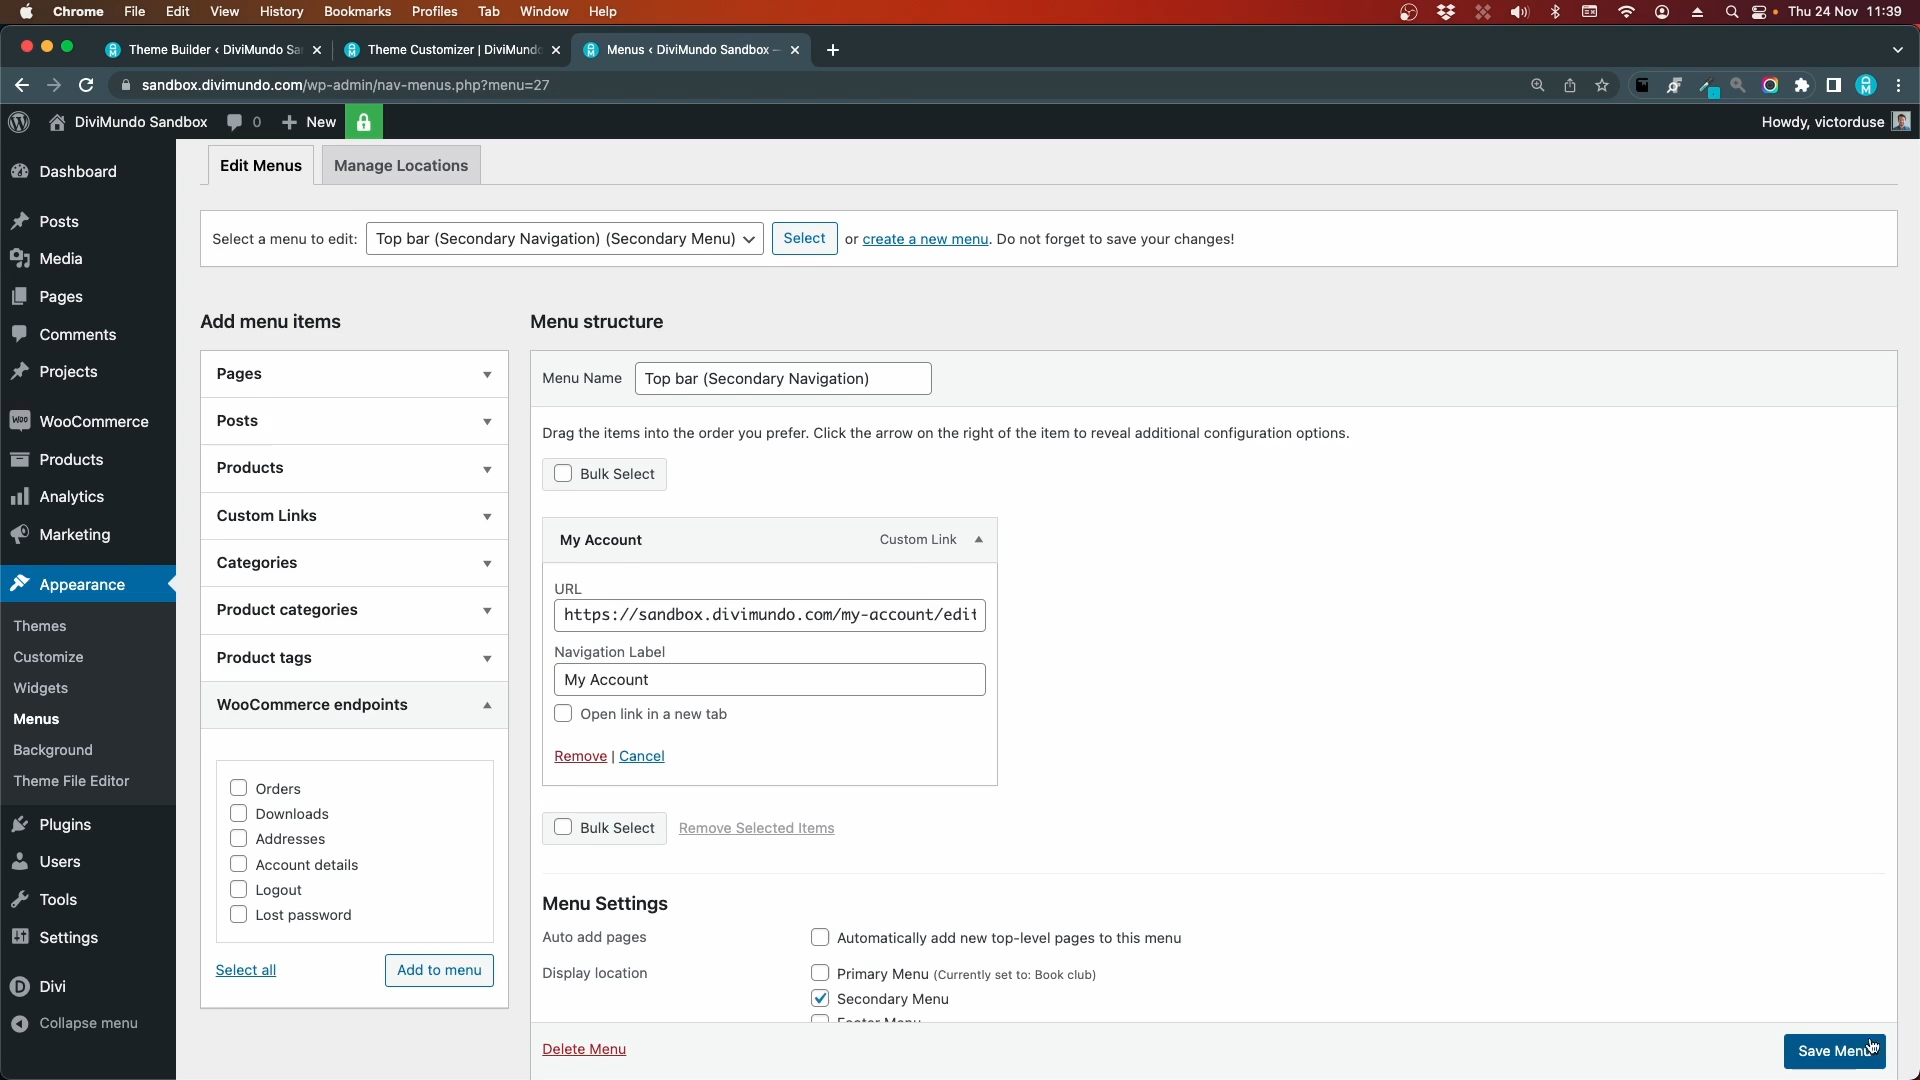 Chrome File Edit View History Bookmarks Profiles Tab Window Help Thu 24 Nov 11:39
Theme Builder ‹ DiviMundo Sa Theme Customizer | DiviMundo Menus ‹ DiviMundo Sandbox —
sandbox.divimundo.com/wp-admin/nav-menus.php?menu=27
DiviMundo Sandbox 0 New Howdy, victorduse
Dashboard
Posts
Media
Pages
Comments
Projects
WooCommerce
Products
Analytics
Marketing
Appearance
Themes
Customize
Widgets
Menus
Background
Theme File Editor
Plugins
Users
Tools
Settings
Divi
Collapse menu
Edit Menus Manage Locations
Select a menu to edit: Top bar (Secondary Navigation) (Secondary Menu) Select or create a new menu. Do not forget to save your changes!
Add menu items
Pages
Posts
Products
Custom Links
Categories
Product categories
Product tags
WooCommerce endpoints
Orders
Downloads
Addresses
Account details
Logout
Lost password
Select all Add to menu
Menu structure
Menu Name Top bar (Secondary Navigation)
Drag the items into the order you prefer. Click the arrow on the right of the item to reveal additional configuration options.
Bulk Select
My Account Custom Link
URL
https://sandbox.divimundo.com/my-account/edit
Navigation Label
My Account
Open link in a new tab
Remove | Cancel
Bulk Select Remove Selected Items
Menu Settings
Auto add pages Automatically add new top-level pages to this menu
Display location Primary Menu (Currently set to: Book club)
Secondary Menu
Delete Menu Save Menu